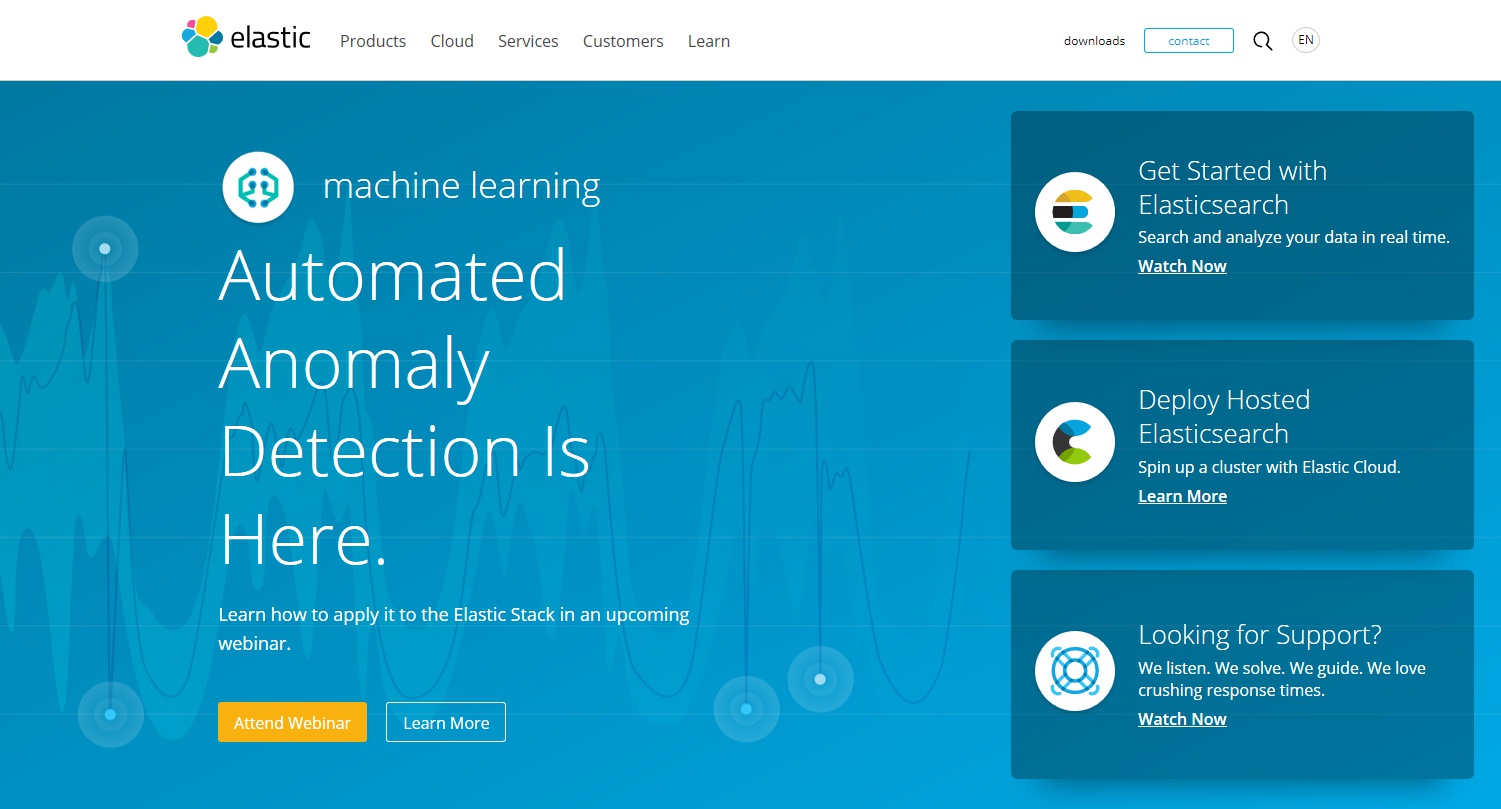 elastic
Products
Cloud
Services
Customers
Learn
downloads
contact
EN
machine learning
Automated
Anomaly
Detection Is
Here.
Learn how to apply it to the Elastic Stack in an upcoming
webinar.
Attend Webinar
Learn More
Get Started with
Elasticsearch
Search and analyze your data in real time.
Watch Now
Deploy Hosted
Elasticsearch
Spin up a cluster with Elastic Cloud.
Learn More
Looking for Support?
We listen. We solve. We guide. We love
crushing response times.
Watch Now